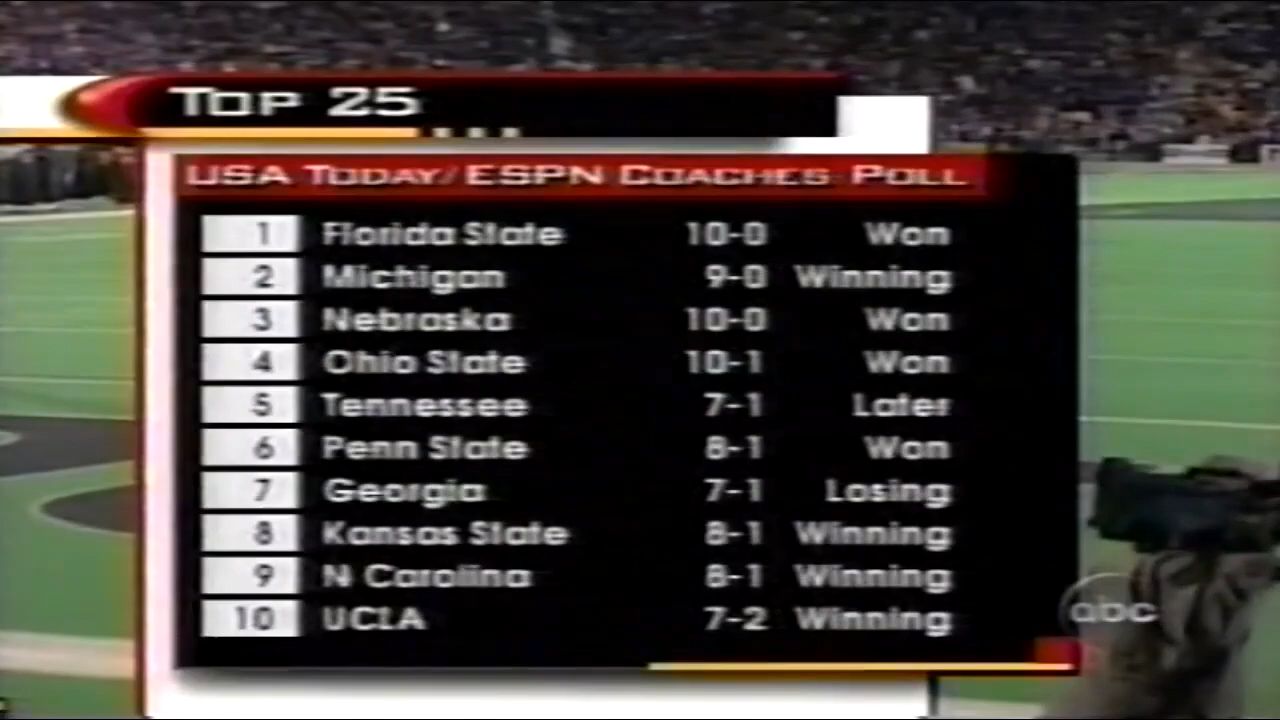 TOP 25
USA TODAY/ESPN COACHES POLL
1 Florida State 10-0 Won
2 Michigan 9-0 Winning
3 Nebraska 10-0 Won
4 Ohio State 10-1 Won
5 Tennessee 7-1 Later
6 Penn State 8-1 Won
7 Georgia 7-1 Losing
8 Kansas State 8-1 Winning
9 N Carolina 8-1 Winning
10 UCLA 7-2 Winning
abc